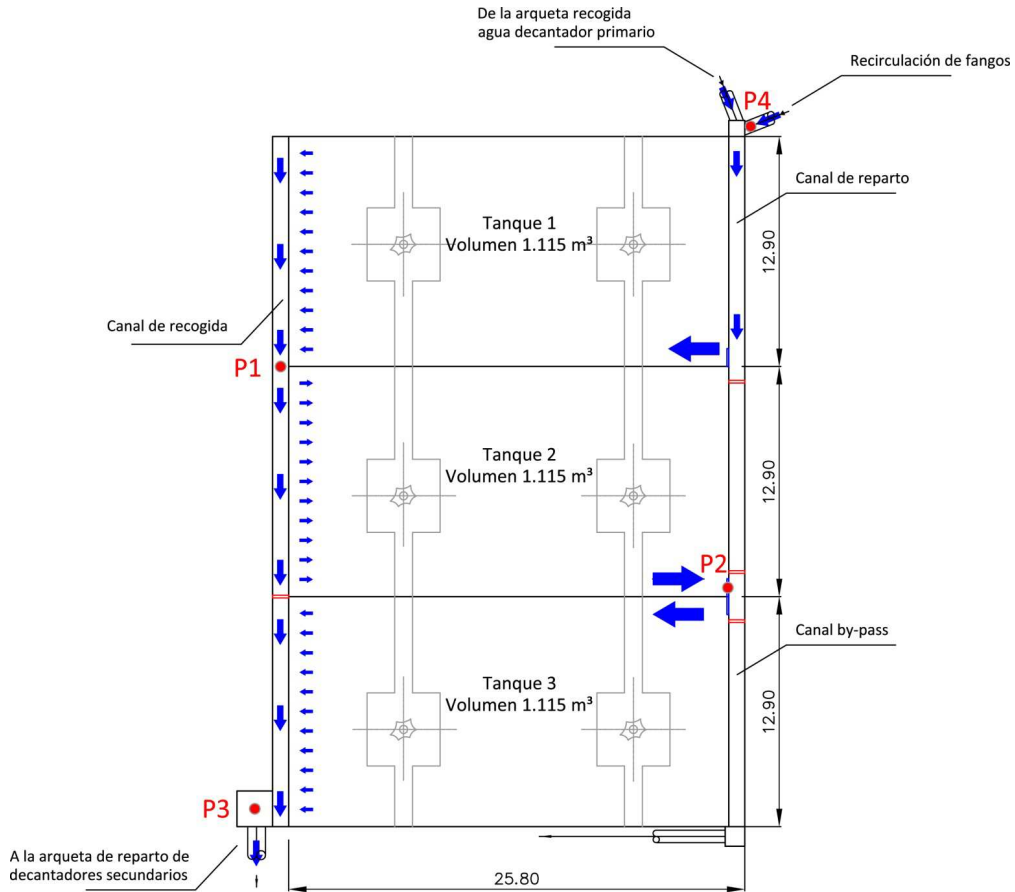 De la arqueta recogida
agua decantador primario
Recirculación de fangos
P4
Canal de reparto
Tanque 1
Volumen 1.115 m³
12.90
Canal de recogida
P1
Tanque 2
Volumen 1.115 m³
12.90
P2
Canal by-pass
Tanque 3
Volumen 1.115 m³
12.90
P3
A la arqueta de reparto de
decantadores secundarios
25.80